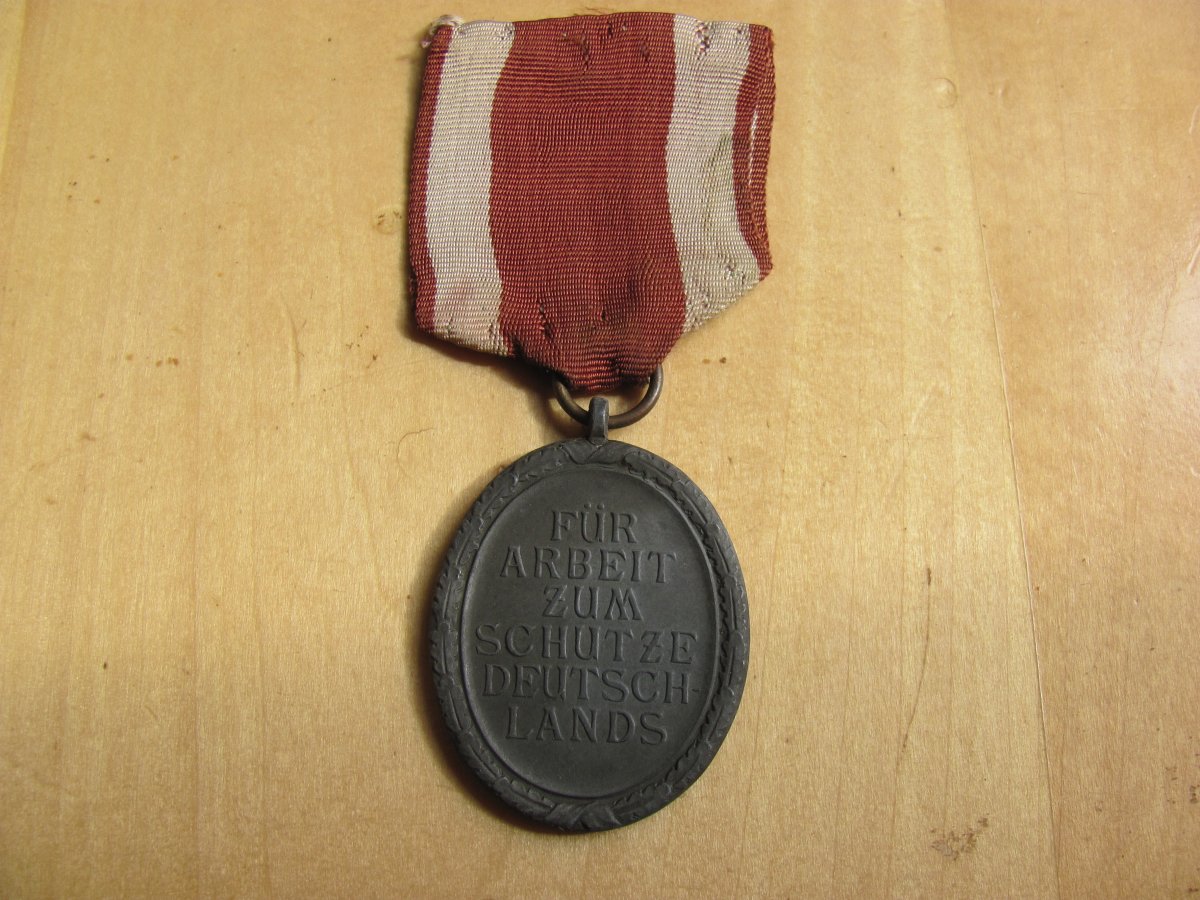 FÜR
ARBEIT
ZUM
SCHUTZE
DEUTSCH-
LANDS